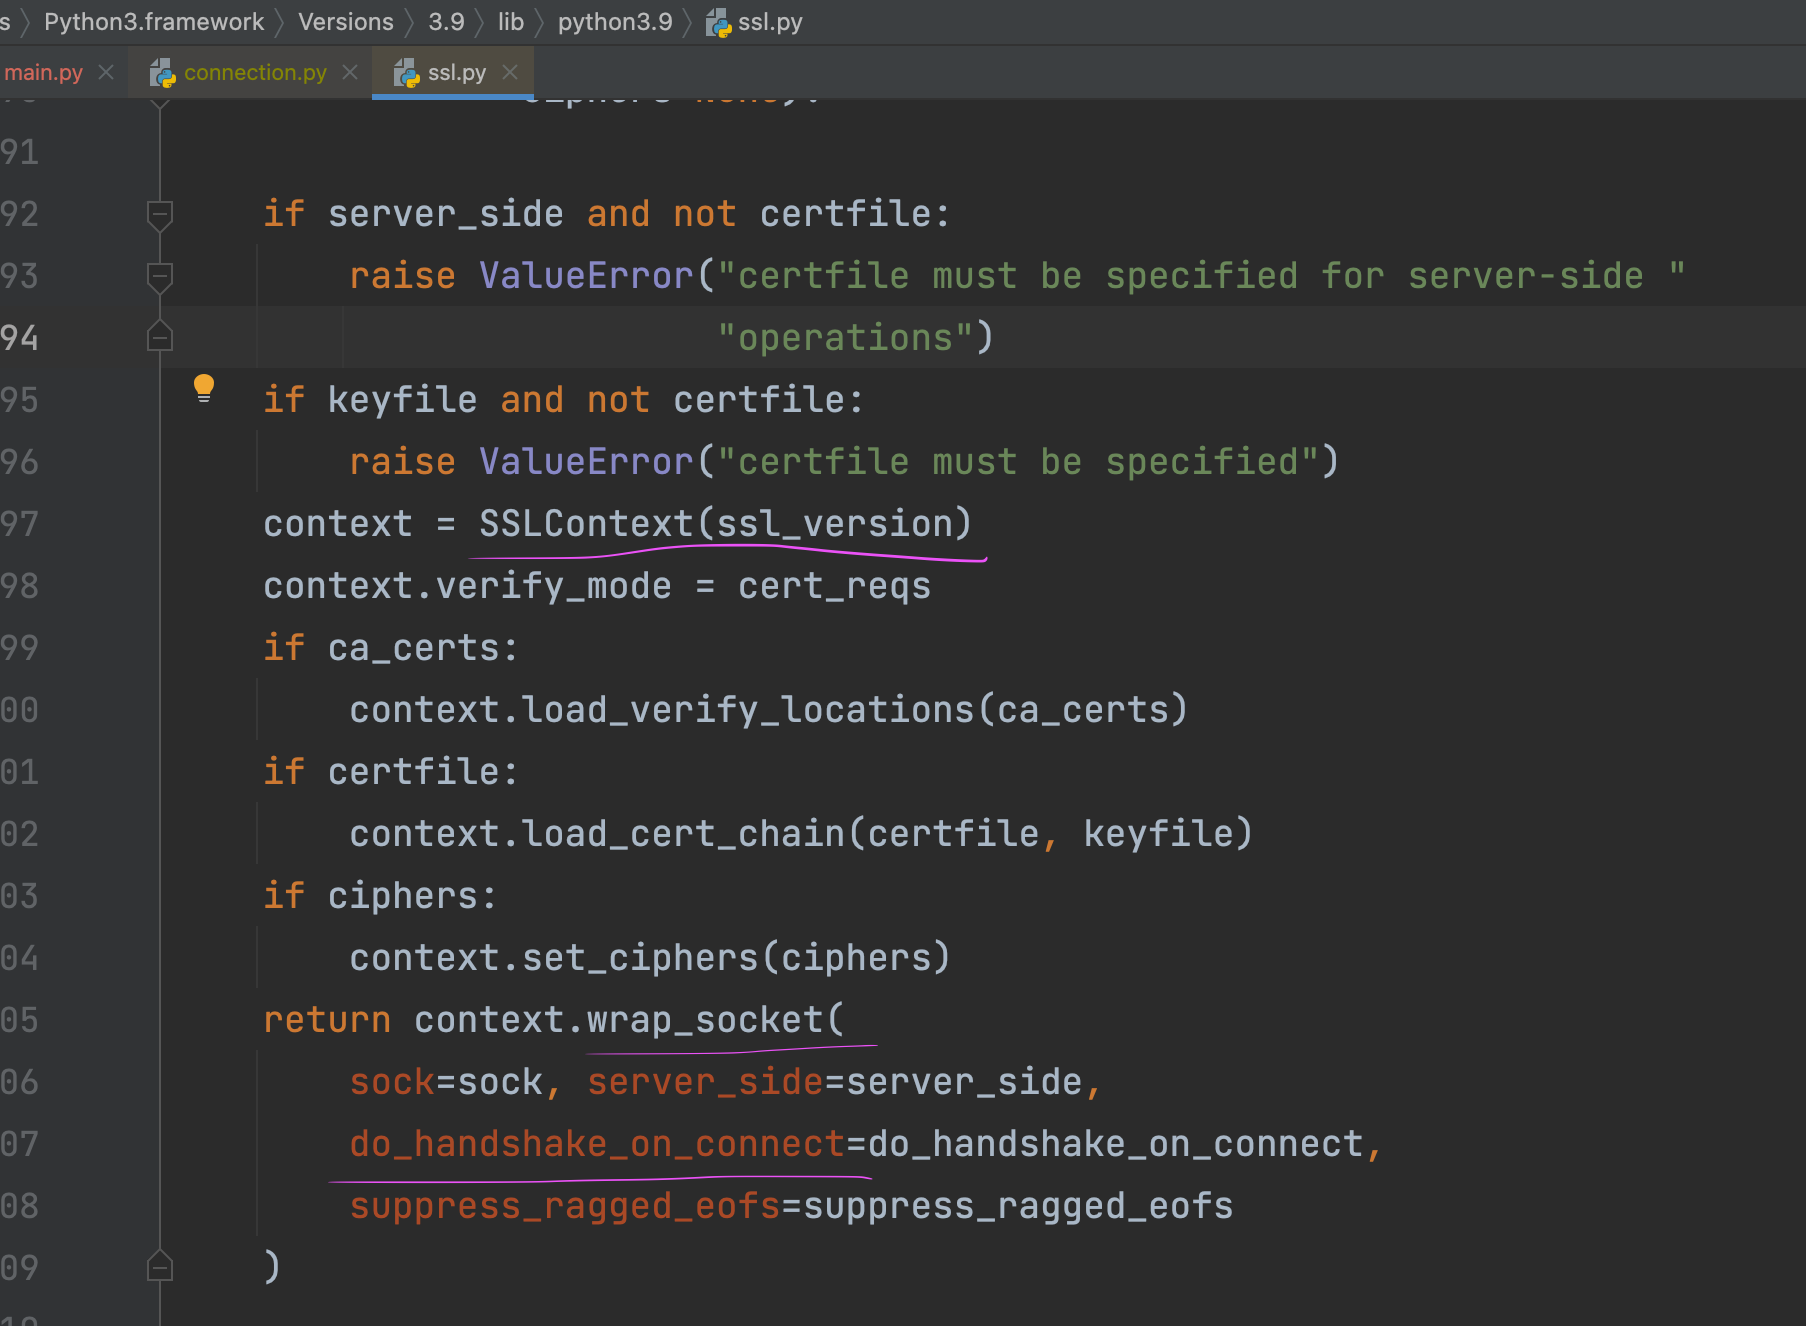 s Python3.framework Versions 3.9 lib python3.9 ssl.py
main.py connection.py ssl.py
91
92 if server_side and not certfile:
93 raise ValueError("certfile must be specified for server-side "
94 "operations")
95 if keyfile and not certfile:
96 raise ValueError("certfile must be specified")
97 context = SSLContext(ssl_version)
98 context.verify_mode = cert_reqs
99 if ca_certs:
00 context.load_verify_locations(ca_certs)
01 if certfile:
02 context.load_cert_chain(certfile, keyfile)
03 if ciphers:
04 context.set_ciphers(ciphers)
05 return context.wrap_socket(
06 sock=sock, server_side=server_side,
07 do_handshake_on_connect=do_handshake_on_connect,
08 suppress_ragged_eofs=suppress_ragged_eofs
09 )